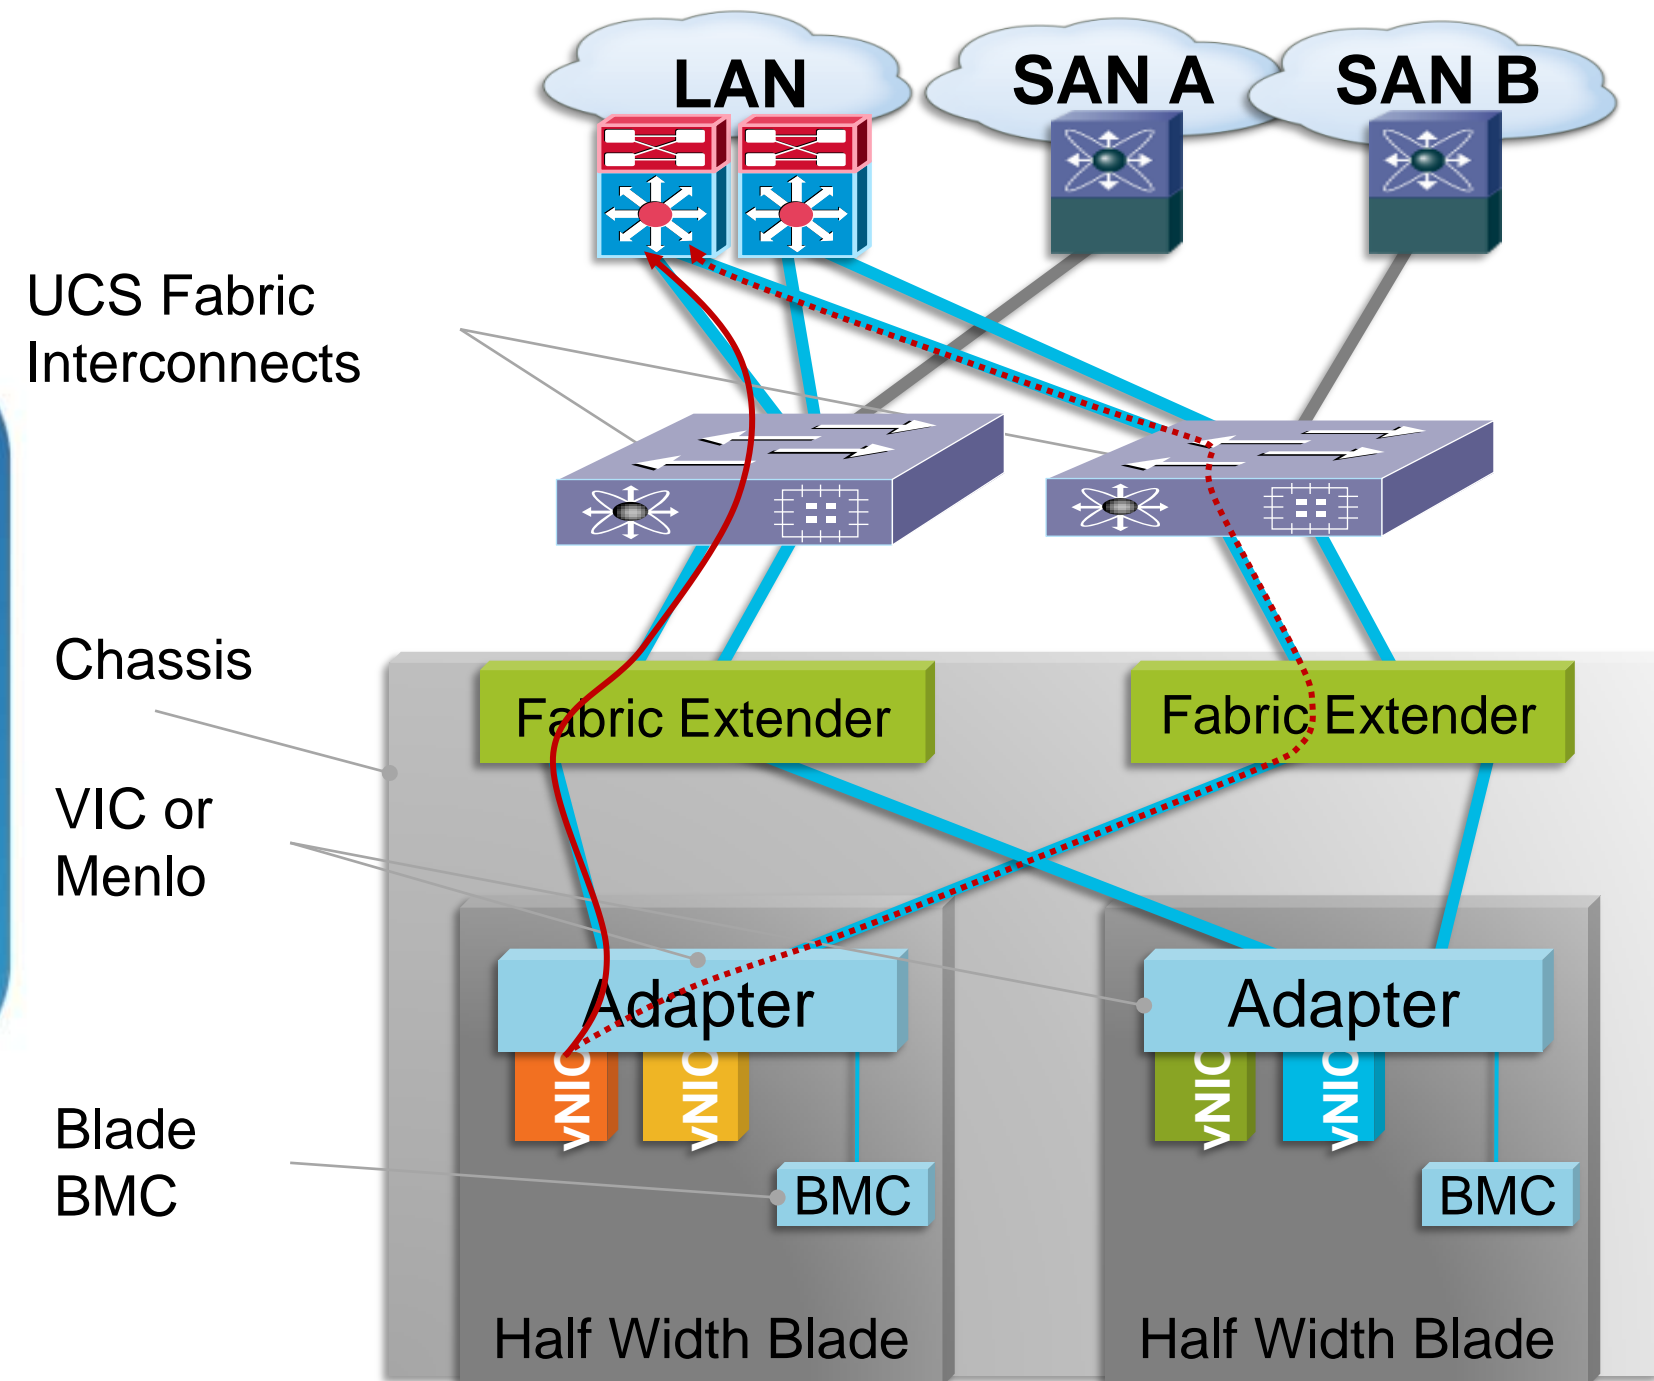 LAN
SAN A
SAN B
UCS Fabric
Interconnects
Chassis
Fabric Extender
Fabric Extender
VIC or
Menlo
Adapter
Adapter
vNIC
vNIC
vNIC
vNIC
Blade
BMC
BMC
BMC
Half Width Blade
Half Width Blade